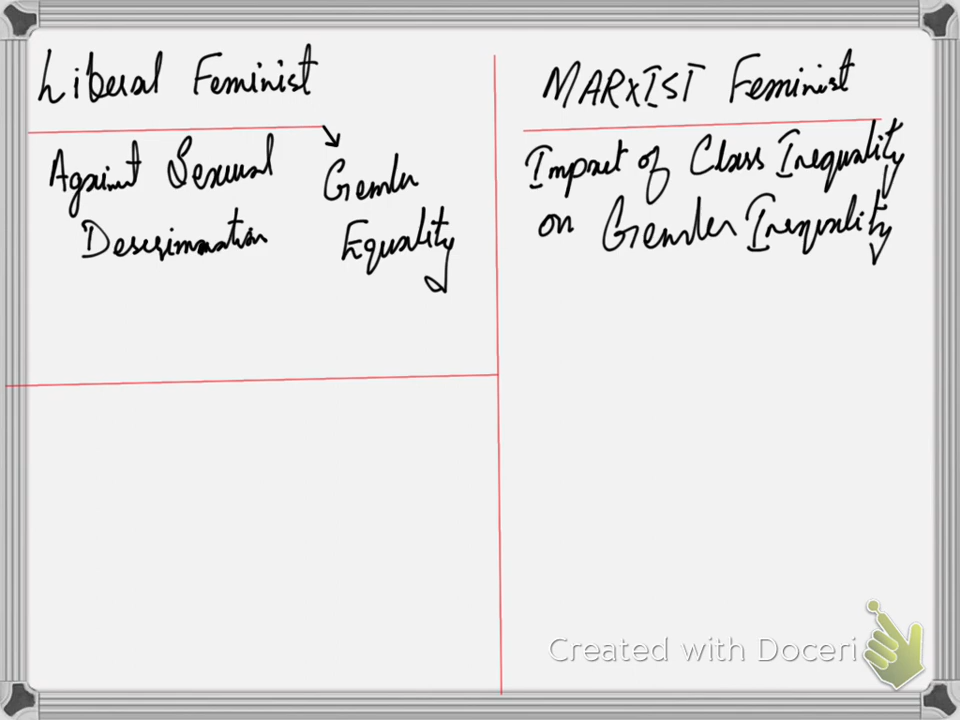 Liberal Feminist
Against Sexual
Descrimination
Gender
Equality
MARXIST Feminist
Impact of Class Inequality
on Gender Inequality
Created with Doceri